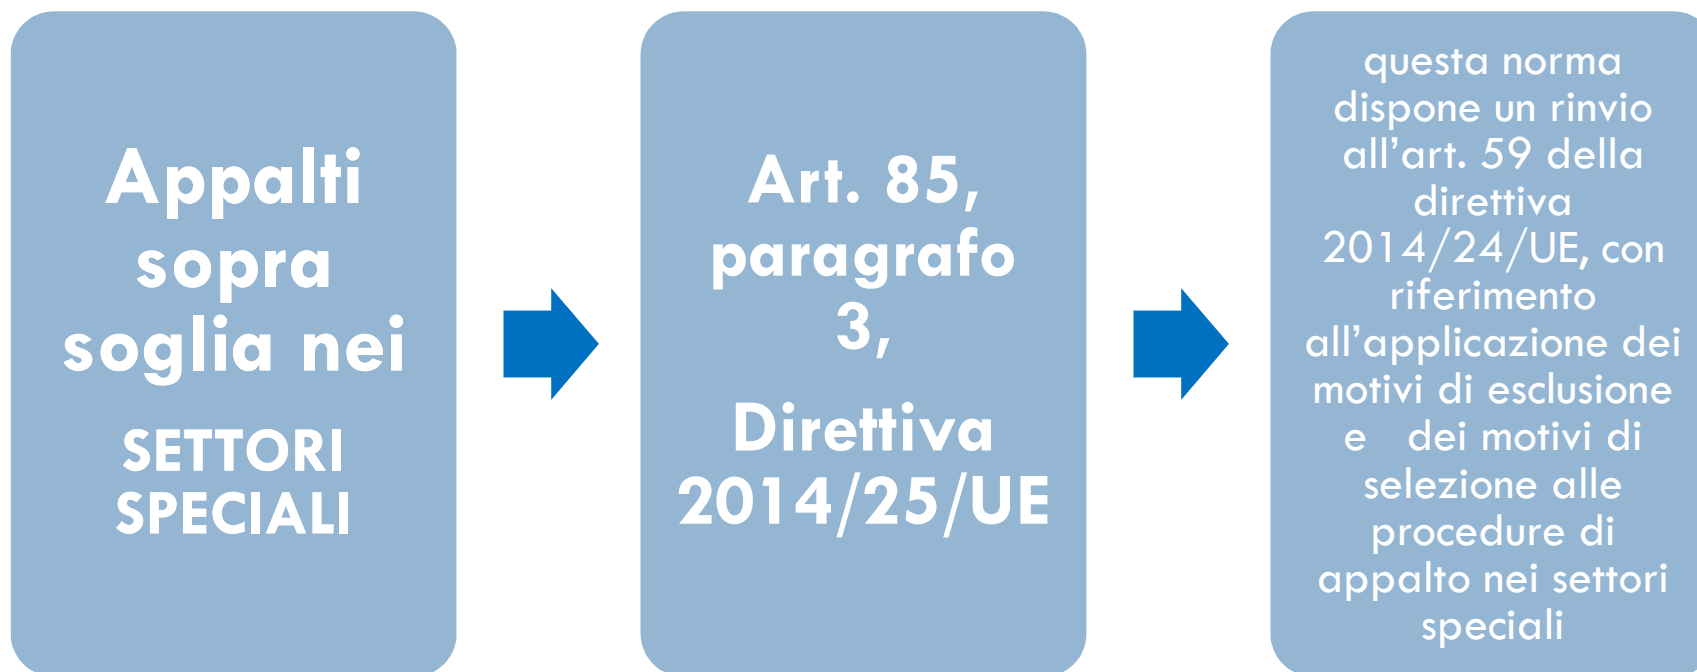 Appalti
sopra
soglia nei
SETTORI
SPECIALI
Art. 85,
paragrafo
3,
Direttiva
2014/25/UE
questa norma
dispone un rinvio
all’art. 59 della
direttiva
2014/24/UE, con
riferimento
all’applicazione dei
motivi di esclusione
e dei motivi di
selezione alle
procedure di
appalto nei settori
speciali